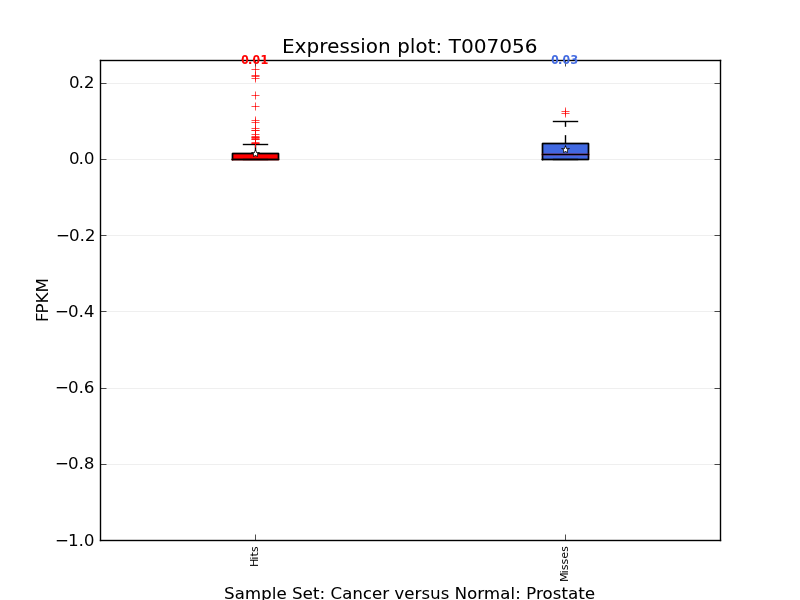 Expression plot: T007056
0.01
0.03
0.2
0.0
−0.2
−0.4
−0.6
−0.8
−1.0
FPKM
Hits
Misses
Sample Set: Cancer versus Normal: Prostate